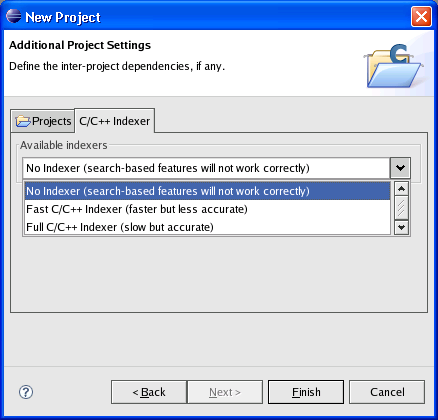 New Project
Additional Project Settings
Define the inter-project dependencies, if any.
C
Projects
C/C++ Indexer
Available indexers
No Indexer (search-based features will not work correctly)
No Indexer (search-based features will not work correctly)
Fast C/C++ Indexer (faster but less accurate)
Full C/C++ Indexer (slow but accurate)
?
< Back
Next >
Finish
Cancel